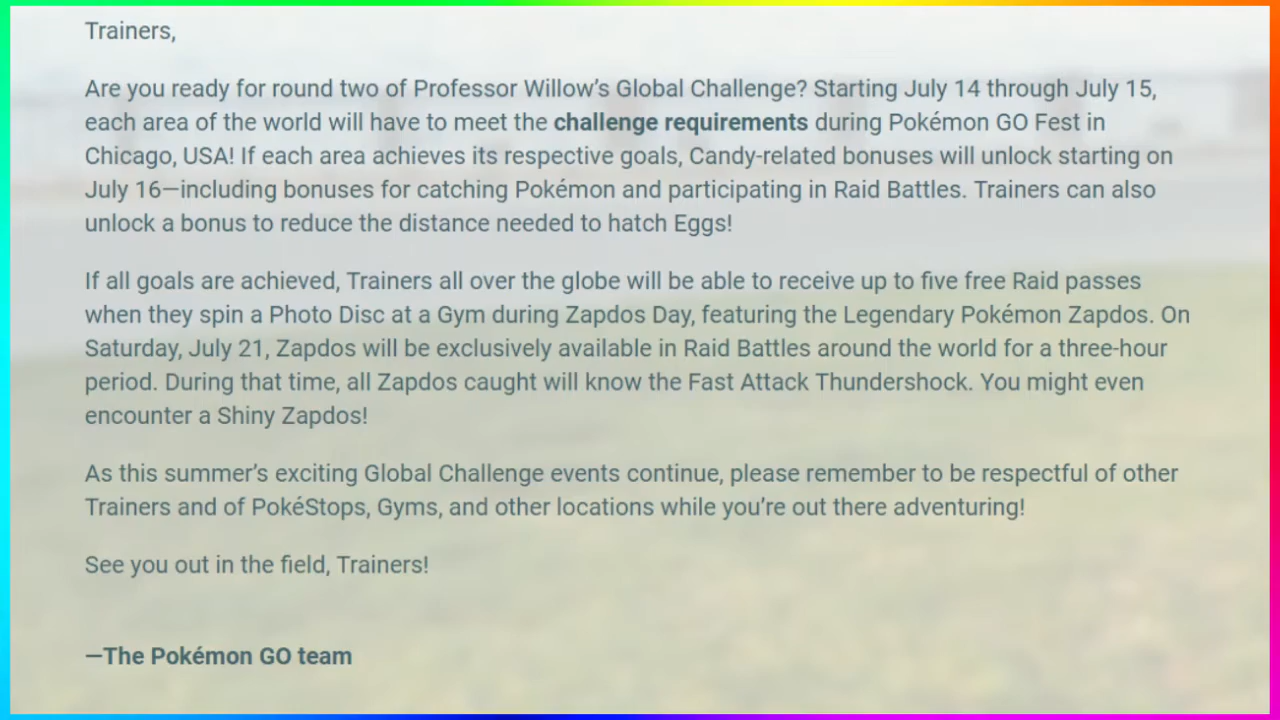 Trainers,
Are you ready for round two of Professor Willow’s Global Challenge? Starting July 14 through July 15,
each area of the world will have to meet the challenge requirements during Pokémon GO Fest in
Chicago, USA! If each area achieves its respective goals, Candy-related bonuses will unlock starting on
July 16—including bonuses for catching Pokémon and participating in Raid Battles. Trainers can also
unlock a bonus to reduce the distance needed to hatch Eggs!
If all goals are achieved, Trainers all over the globe will be able to receive up to five free Raid passes
when they spin a Photo Disc at a Gym during Zapdos Day, featuring the Legendary Pokémon Zapdos. On
Saturday, July 21, Zapdos will be exclusively available in Raid Battles around the world for a three-hour
period. During that time, all Zapdos caught will know the Fast Attack Thundershock. You might even
encounter a Shiny Zapdos!
As this summer’s exciting Global Challenge events continue, please remember to be respectful of other
Trainers and of PokéStops, Gyms, and other locations while you’re out there adventuring!
See you out in the field, Trainers!
—The Pokémon GO team